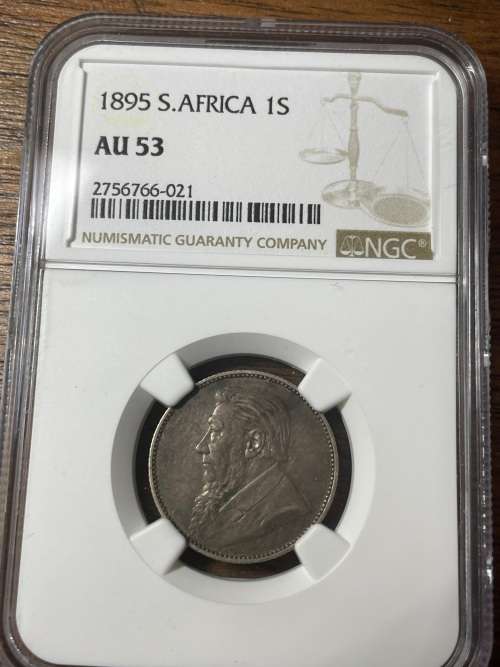 1895 S.AFRICA 1S
AU 53
2756766-021
NUMISMATIC GUARANTY COMPANY NGC®